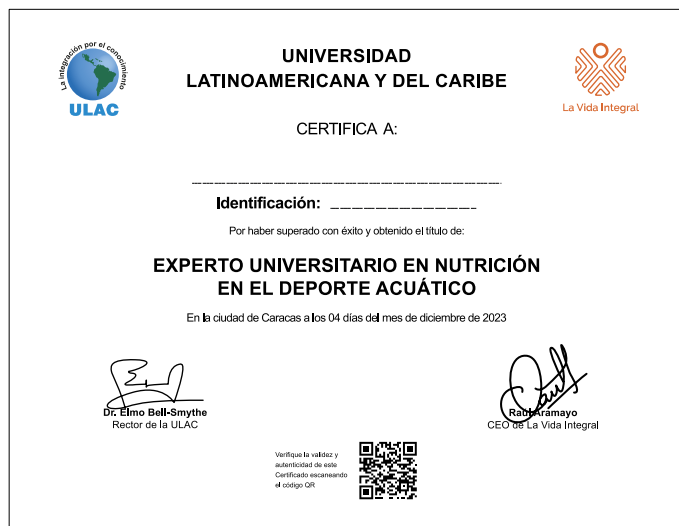 La integración por el conocimiento
ULAC
UNIVERSIDAD
LATINOAMERICANA Y DEL CARIBE
La Vida Integral
CERTIFICA A:
Identificación:
Por haber superado con éxito y obtenido el título de:
EXPERTO UNIVERSITARIO EN NUTRICIÓN
EN EL DEPORTE ACUÁTICO
En la ciudad de Caracas a los 04 días del mes de diciembre de 2023
Dr. Elmo Bell-Smythe
Rector de la ULAC
Raúl Aramayo
CEO de La Vida Integral
Verifique la validez y
autenticidad de este
Certificado escaneando
el código QR